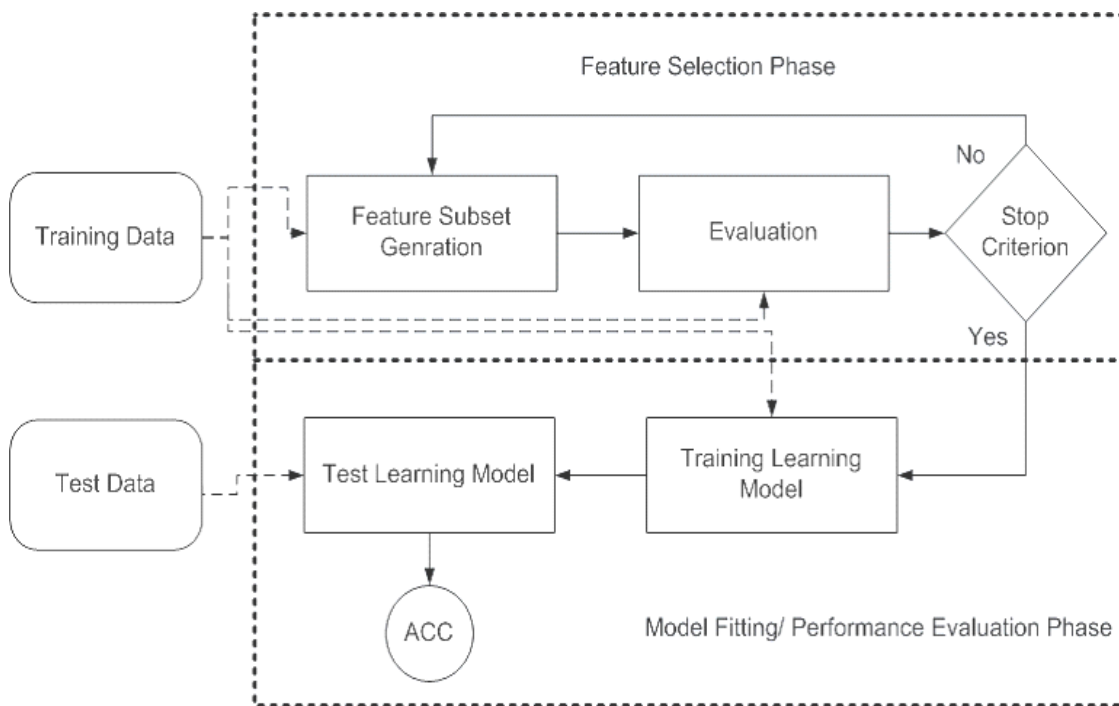 Feature Selection Phase
No
Training Data
Feature Subset
Genration
Evaluation
Stop
Criterion
Yes
Test Data
Test Learning Model
Training Learning
Model
ACC
Model Fitting/ Performance Evaluation Phase